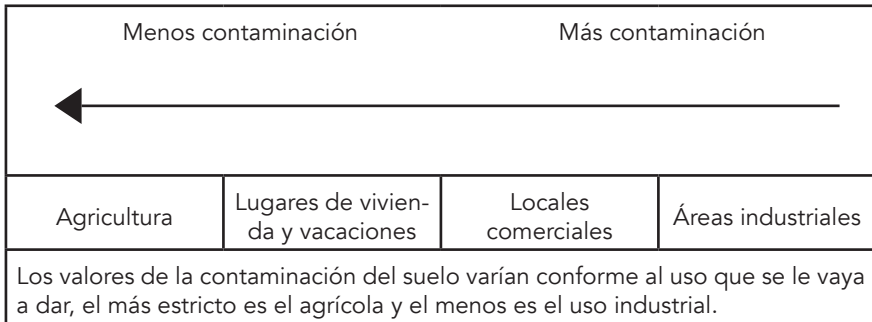 Menos contaminación
Más contaminación
Agricultura
Lugares de vivien-
da y vacaciones
Locales
comerciales
Áreas industriales
Los valores de la contaminación del suelo varían conforme al uso que se le vaya
a dar, el más estricto es el agrícola y el menos es el uso industrial.